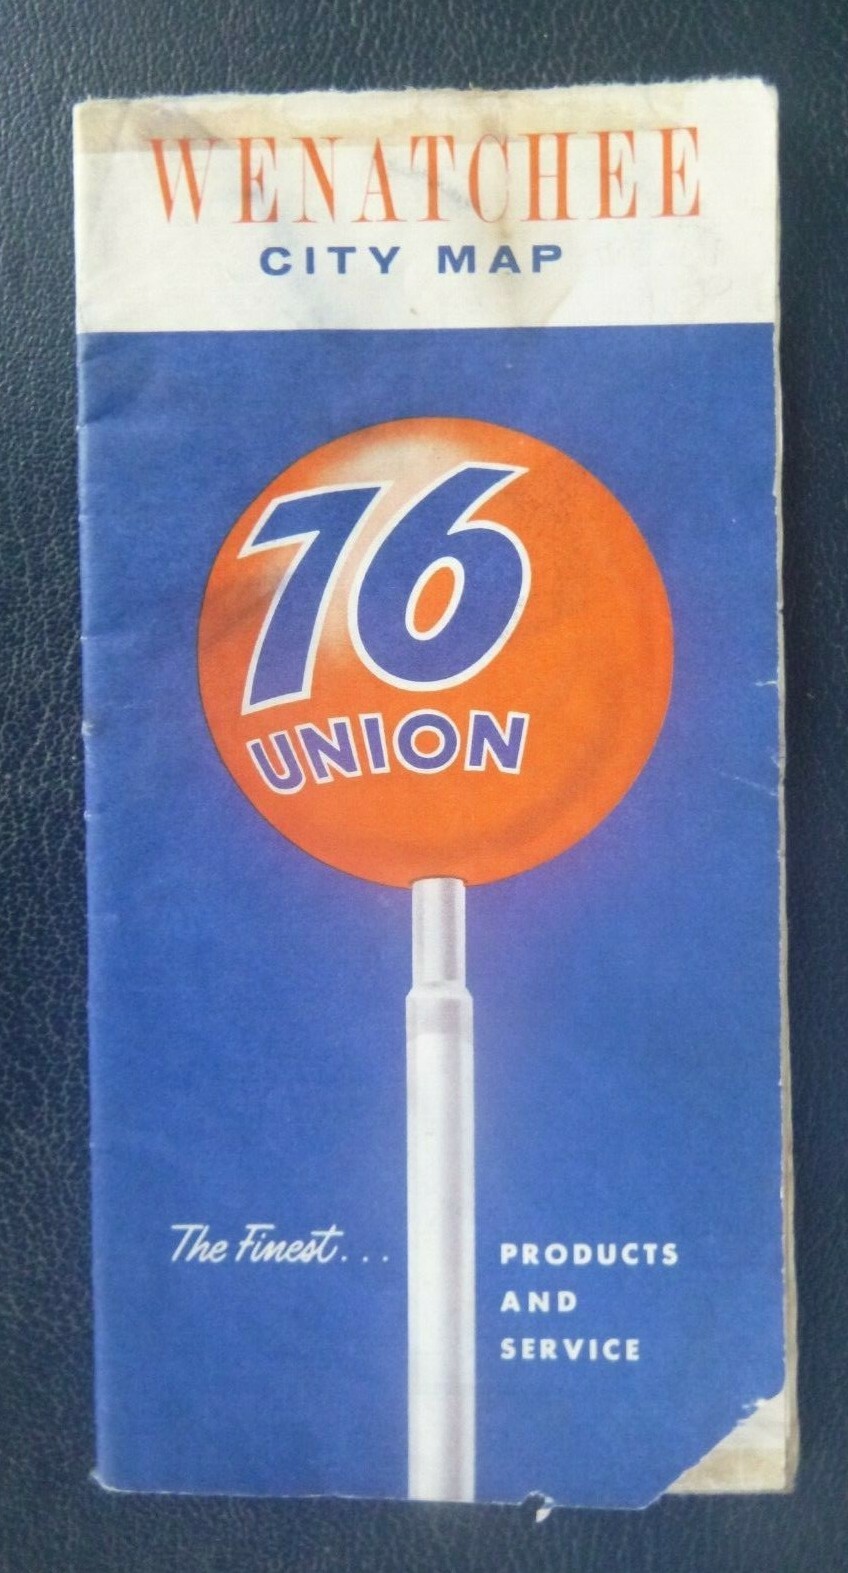 WENATCHEE
CITY MAP
76
UNION
The Finest...
PRODUCTS
AND
SERVICE